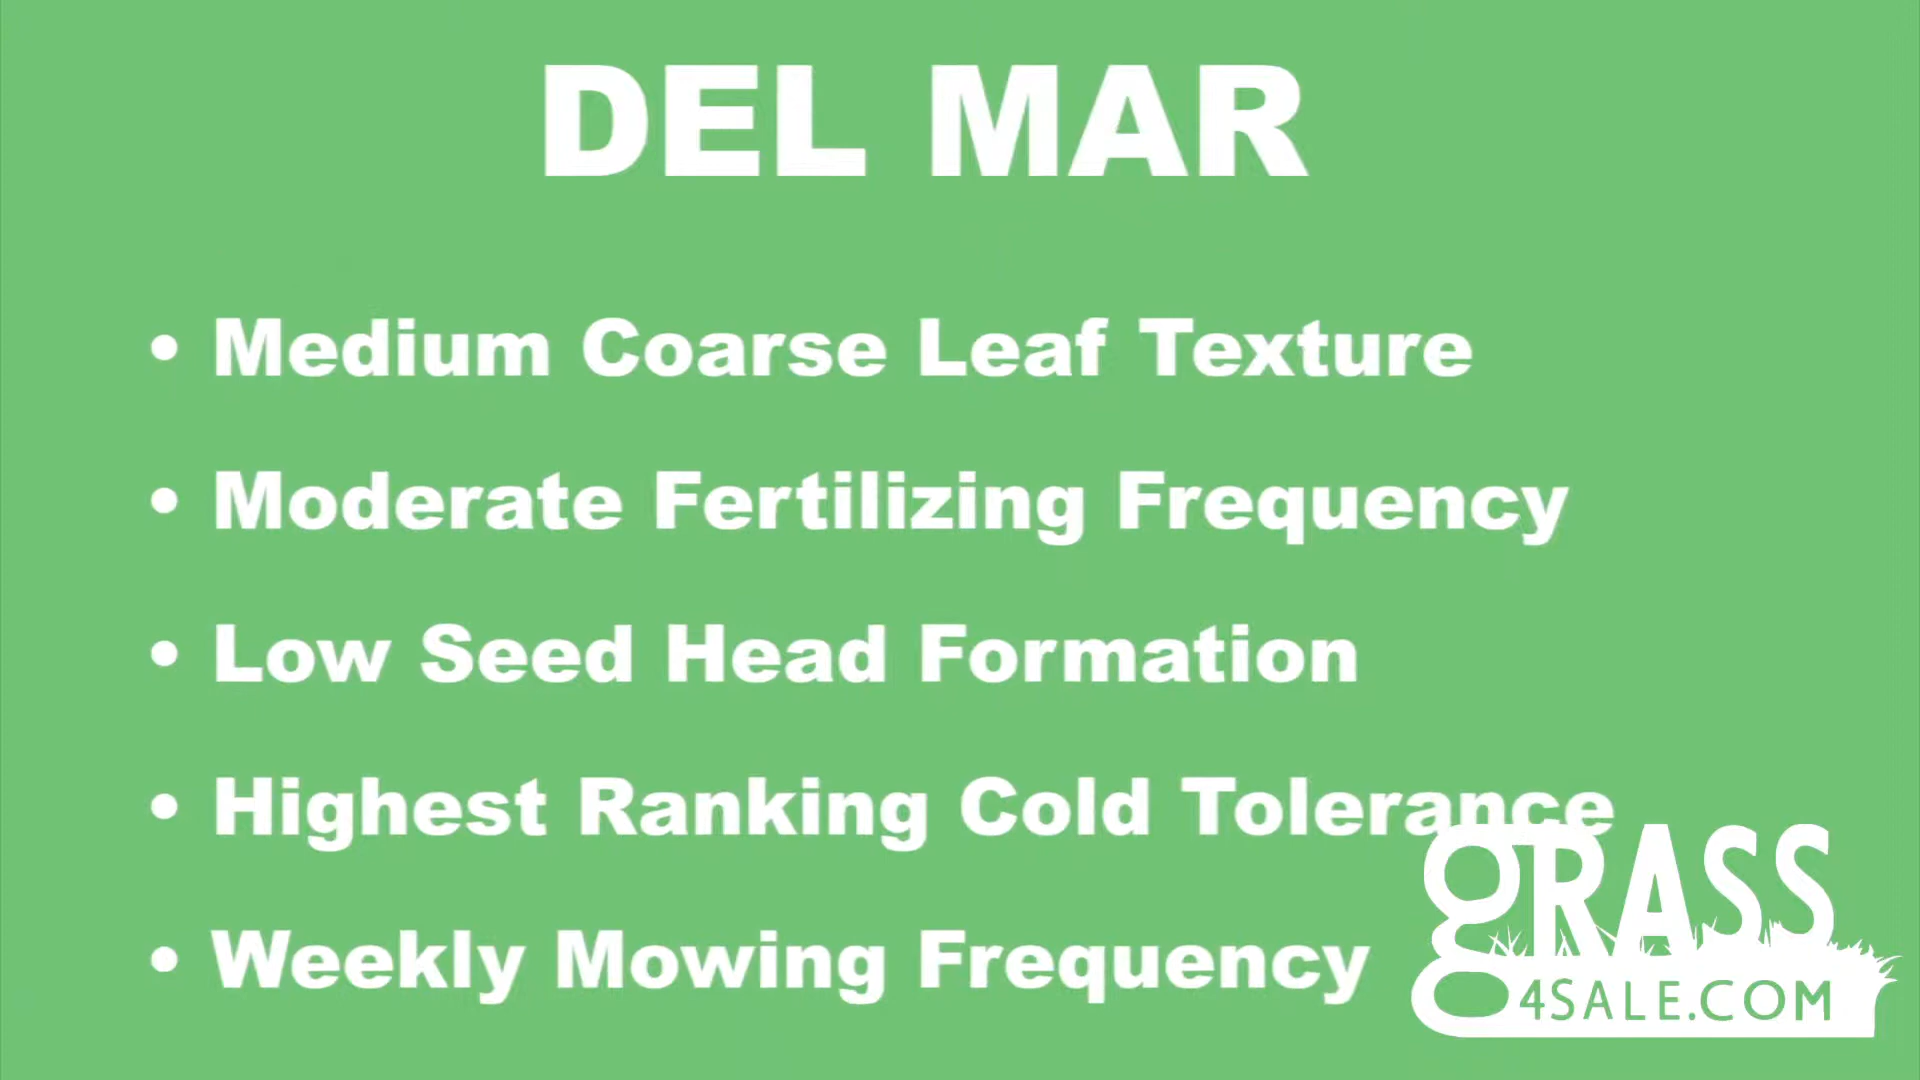 DEL MAR
• Medium Coarse Leaf Texture
• Moderate Fertilizing Frequency
• Low Seed Head Formation
• Highest Ranking Cold Tolerance
• Weekly Mowing Frequency
gRASS
4SALE.COM